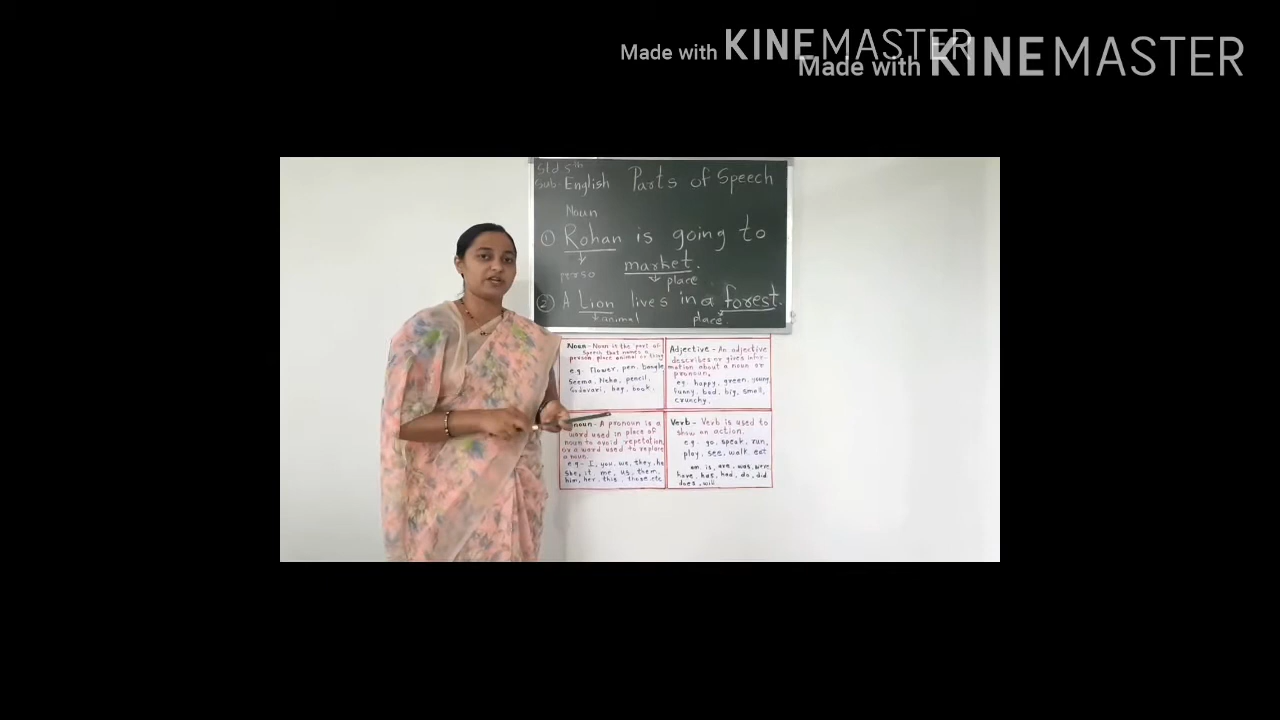 Made with KINEMASTER
Made with KINEMASTER
Std 5th
Sub English Parts of Speech
Noun
① Rohan is going to
perso market.
place
② A Lion lives in a forest.
animal place
Noun - Noun is the part of
Speech that names a
person, place animal or thing
e.g. Flower, pen, bangle,
Seema, Neha, pencil,
Godavari, bag, book.
Adjective - An adjective
describes or gives infor-
mation about a noun or
pronoun.
e.g. happy, green, young,
funny, bad, big, small,
crunchy.
noun - A pronoun is a
word used in place of
noun to avoid repetation,
or a word used to replace
a noun.
e.g - I, you, we, they, he
she, it, me, us, them,
him, her, this, those etc
Verb - Verb is used to
show an action.
e.g. go, speak, run,
play, see, walk, eat
am, is, are, was, were,
have, has, had, do, did
does, will.